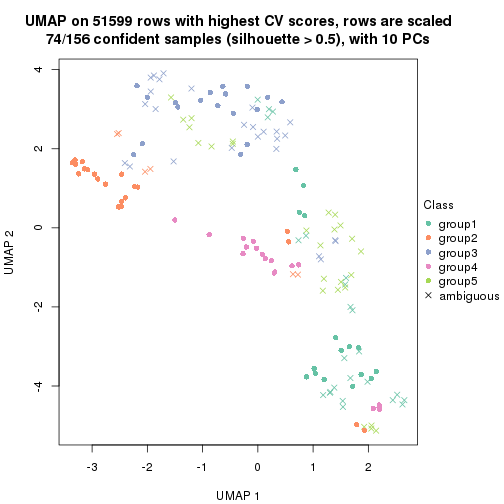 UMAP on 51599 rows with highest CV scores, rows are scaled
74/156 confident samples (silhouette > 0.5), with 10 PCs
4
2
0
-2
-4
UMAP 2
-3
-2
-1
0
1
2
UMAP 1
Class
group1
group2
group3
group4
group5
ambiguous